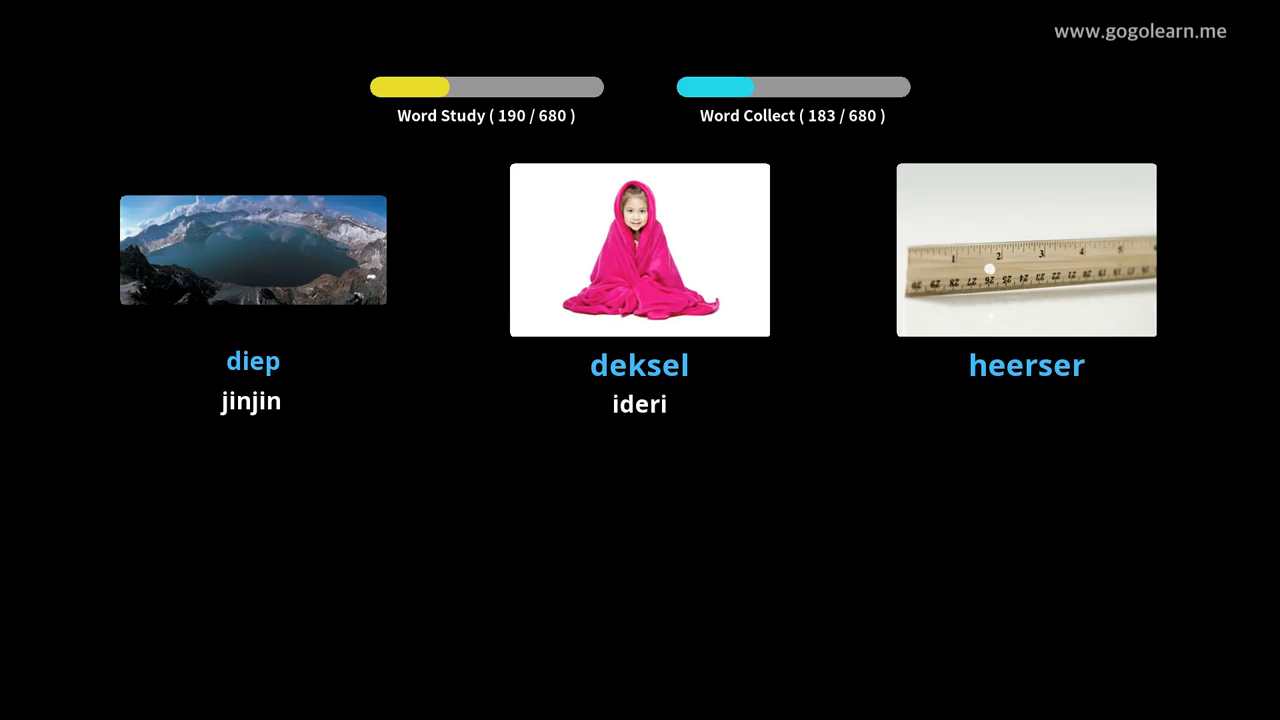 www.gogolearn.me
Word Study ( 190 / 680 )
Word Collect ( 183 / 680 )
diep
deksel
heerser
jinjin
ideri